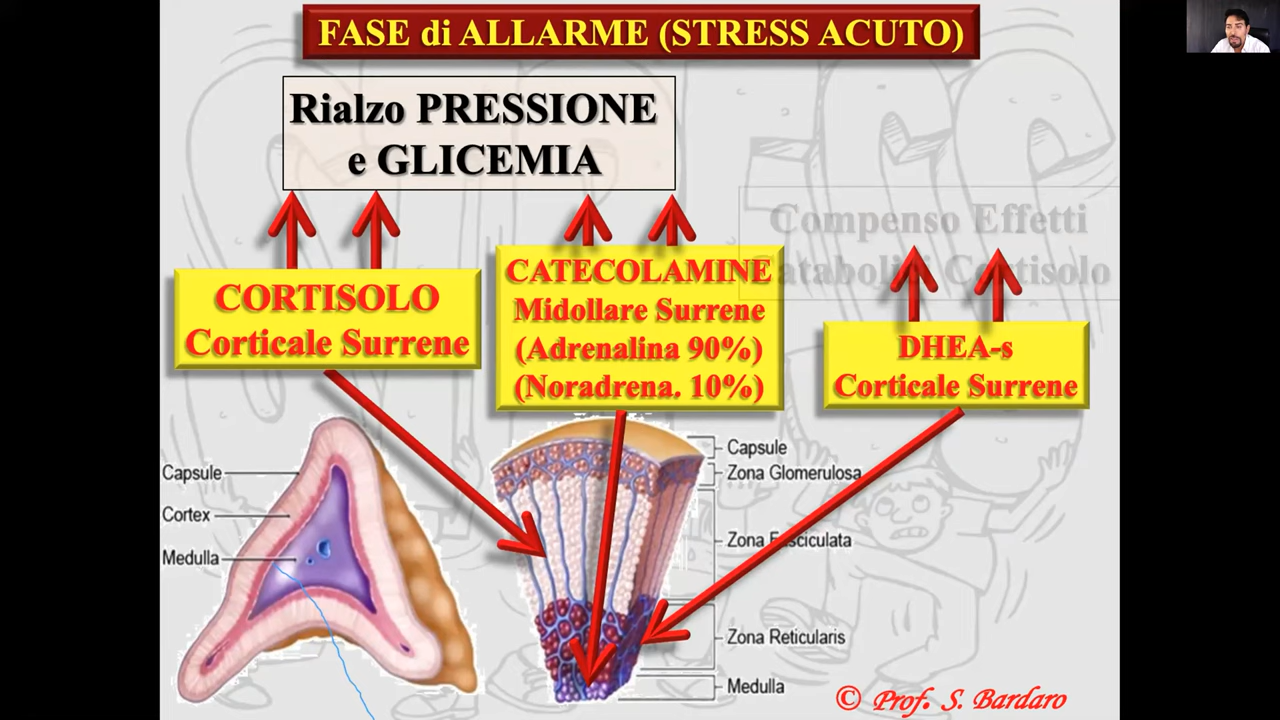 FASE di ALLARME (STRESS ACUTO)
Rialzo PRESSIONE
e GLICEMIA
Compenso Effetti
Catabolici Cortisolo
CORTISOLO
Corticale Surrene
CATECOLAMINE
Midollare Surrene
(Adrenalina 90%)
(Noradrena. 10%)
DHEA-s
Corticale Surrene
Capsule
Cortex
Medulla
Capsule
Zona Glomerulosa
Zona Fasciculata
Zona Reticularis
Medulla
© Prof. S. Bardaro